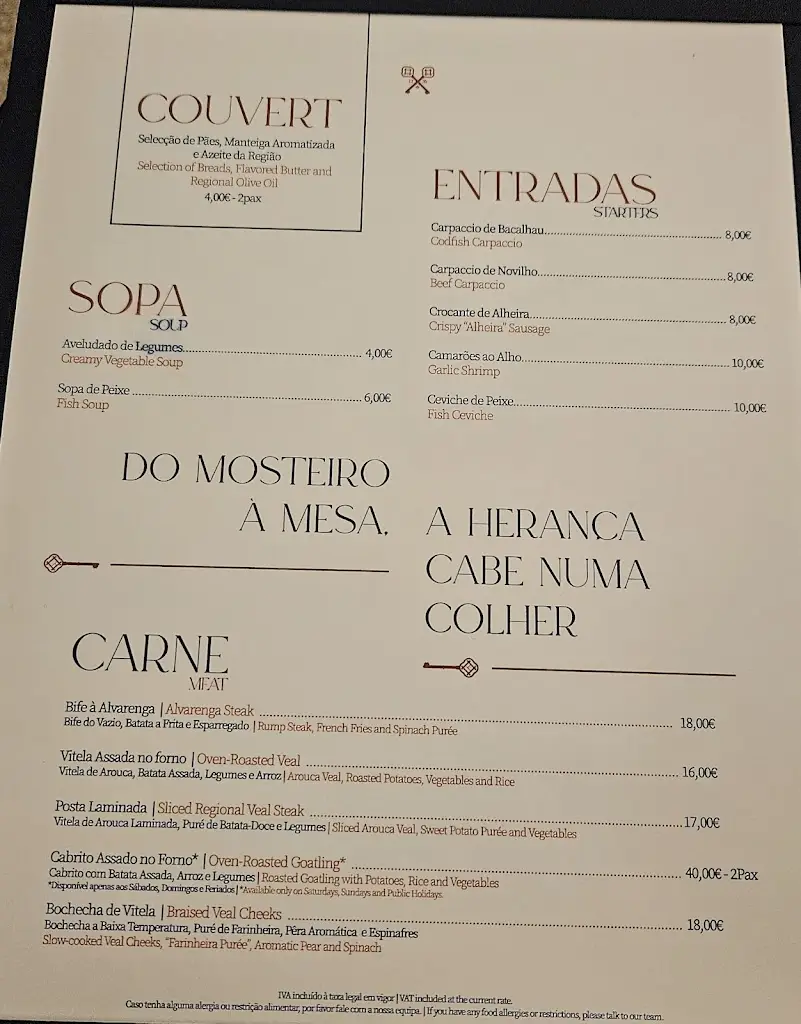 COUVERT
Selecção de Pães, Manteiga Aromatizada
e Azeite da Região
Selection of Breads, Flavored Butter and
Regional Olive Oil
4,00€ - 2pax
ENTRADAS
STARTERS
Carpaccio de Bacalhau 8,00€
Codfish Carpaccio
Carpaccio de Novilho 8,00€
Beef Carpaccio
Crocante de Alheira 8,00€
Crispy "Alheira" Sausage
Camarões ao Alho 10,00€
Garlic Shrimp
Ceviche de Peixe 10,00€
Fish Ceviche
SOPA
SOUP
Aveludado de Legumes 4,00€
Creamy Vegetable Soup
Sopa de Peixe 6,00€
Fish Soup
DO MOSTEIRO
À MESA,
A HERANÇA
CABE NUMA
COLHER
CARNE
MEAT
Bife à Alvarenga | Alvarenga Steak 18,00€
Bife do Vazio, Batata a Frita e Esparregado | Rump Steak, French Fries and Spinach Purée
Vitela Assada no forno | Oven-Roasted Veal 16,00€
Vitela de Arouca, Batata Assada, Legumes e Arroz | Arouca Veal, Roasted Potatoes, Vegetables and Rice
Posta Laminada | Sliced Regional Veal Steak 17,00€
Vitela de Arouca Laminada, Puré de Batata-Doce e Legumes | Sliced Arouca Veal, Sweet Potato Purée and Vegetables
Cabrito Assado no Forno* | Oven-Roasted Goatling* 40,00€ - 2Pax
Cabrito com Batata Assada, Arroz e Legumes | Roasted Goatling with Potatoes, Rice and Vegetables
*Disponível apenas aos Sábados, Domingos e Feriados | *Available only on Saturdays, Sundays and Public Holidays.
Bochecha de Vitela | Braised Veal Cheeks 18,00€
Bochecha a Baixa Temperatura, Puré de Farinheira, Pêra Aromática e Espinafres
Slow-cooked Veal Cheeks, "Farinheira Purée", Aromatic Pear and Spinach
IVA incluído à taxa legal em vigor | VAT included at the current rate.
Caso tenha alguma alergia ou restrição alimentar, por favor fale com a nossa equipa. | If you have any food allergies or restrictions, please talk to our team.